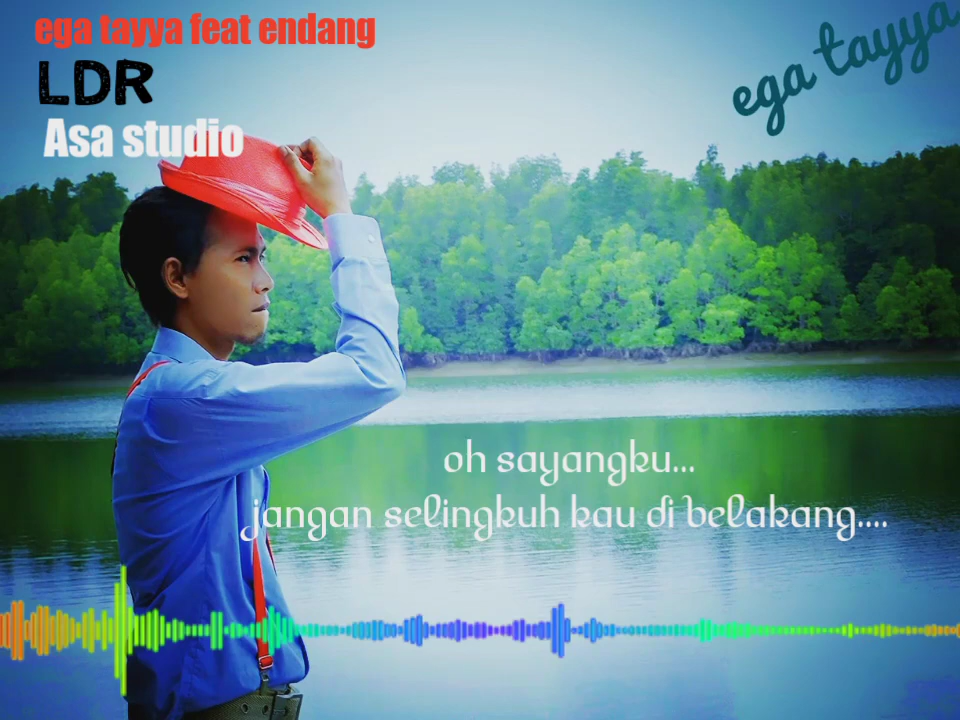 ega tayya feat endang
LDR
Asa studio
ega tayya
oh sayangku...
jangan selingkuh kau di belakang....